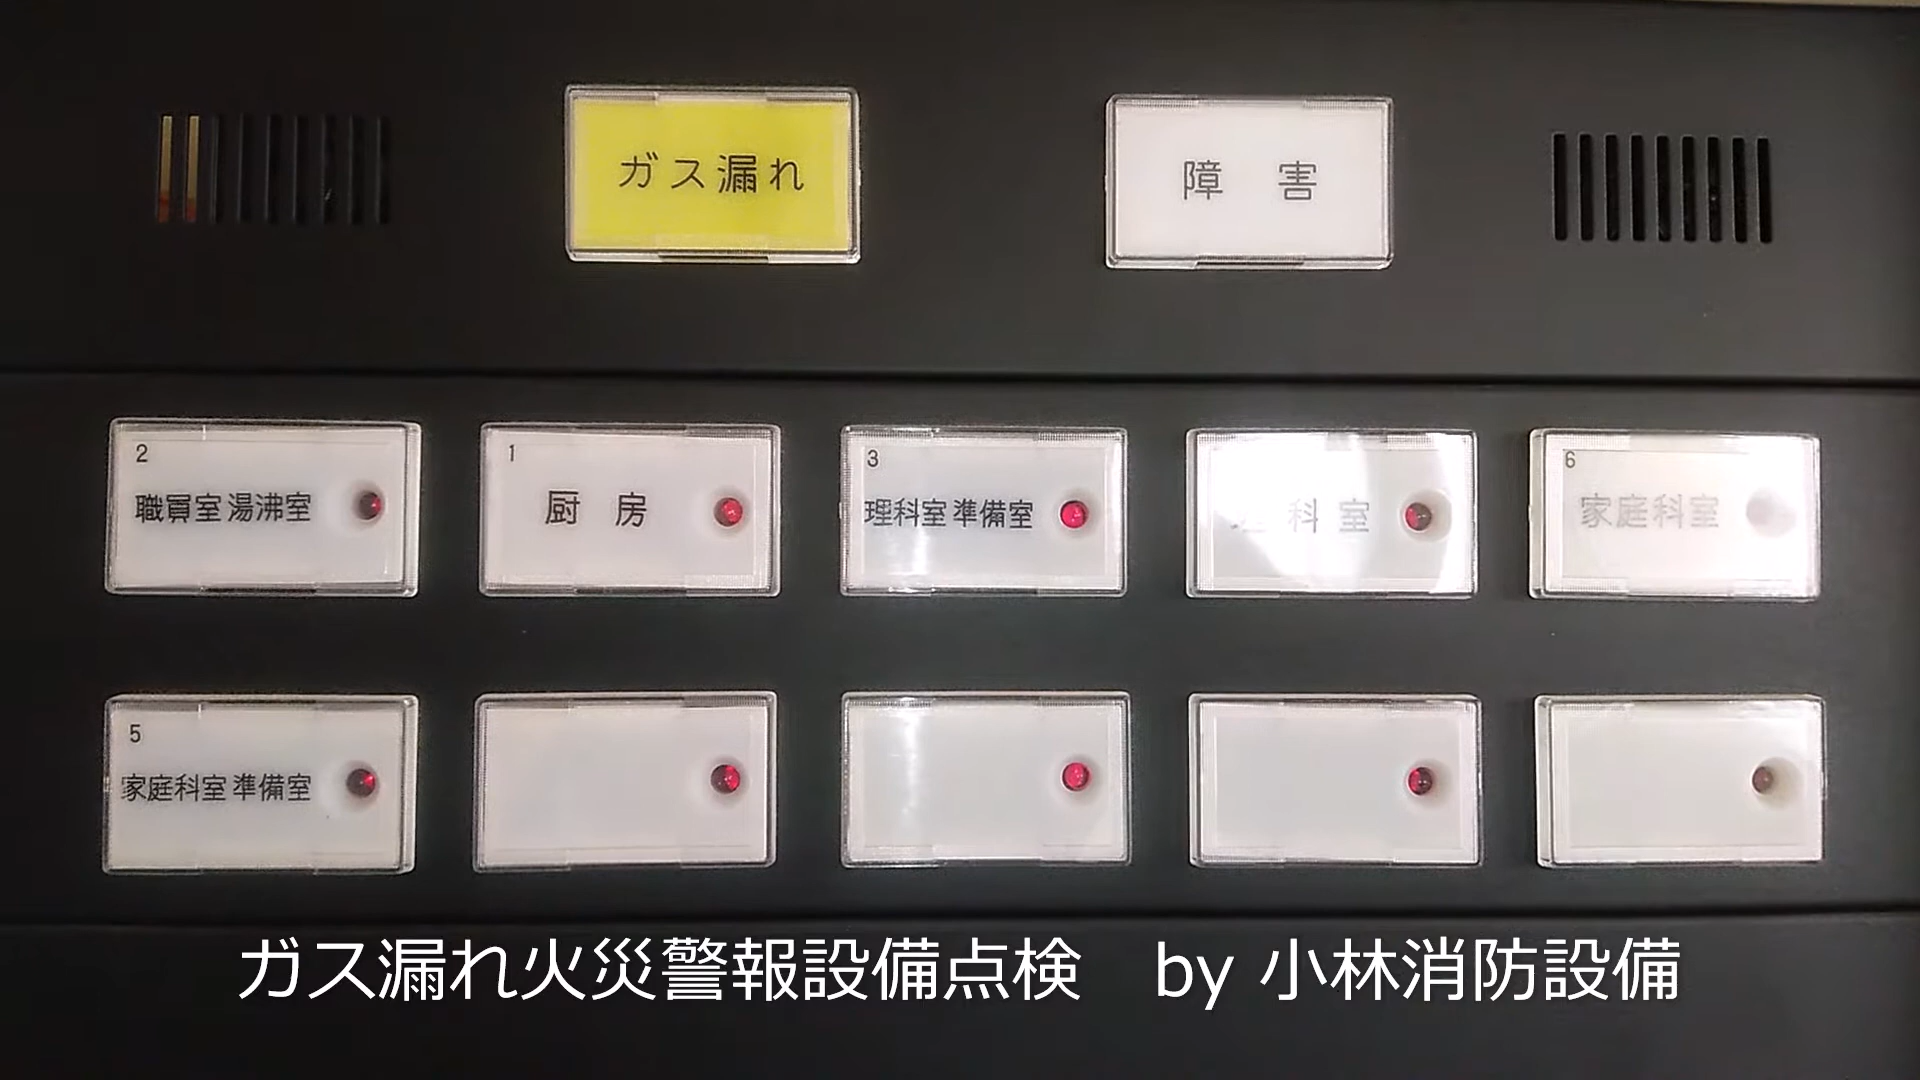 ガス漏れ
障 害
2
職員室湯沸室
1
厨 房
3
理科室準備室
科 室
6
家庭科室
5
家庭科室準備室
ガス漏れ火災警報設備点検 by 小林消防設備